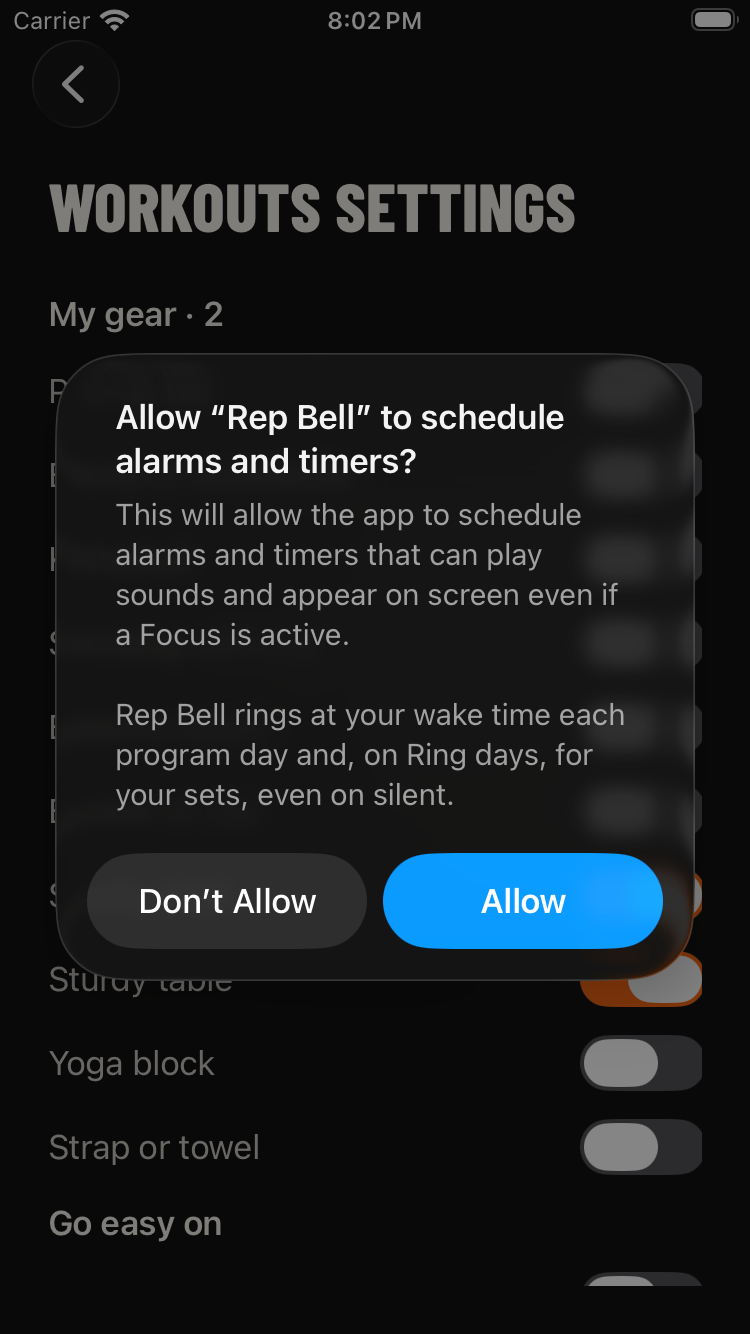 Carrier
8:02 PM
WORKOUTS SETTINGS
My gear · 2
Allow “Rep Bell” to schedule
alarms and timers?
This will allow the app to schedule
alarms and timers that can play
sounds and appear on screen even if
a Focus is active.
Rep Bell rings at your wake time each
program day and, on Ring days, for
your sets, even on silent.
Don’t Allow
Allow
Sturdy table
Yoga block
Strap or towel
Go easy on